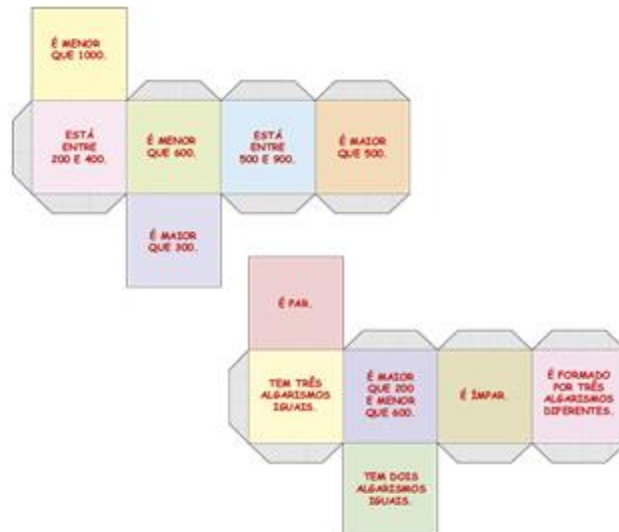 É MENOR
QUE 1000.
ESTÁ
ENTRE
200 E 400.
É MENOR
QUE 600.
ESTÁ
ENTRE
500 E 900.
É MAIOR
QUE 500.
É MAIOR
QUE 300.
É PAR.
TEM TRÊS
ALGARISMOS
IGUAIS.
É MAIOR
QUE 200
E MENOR
QUE 600.
É ÍMPAR.
É FORMADO
POR TRÊS
ALGARISMOS
DIFERENTES.
TEM DOIS
ALGARISMOS
IGUAIS.